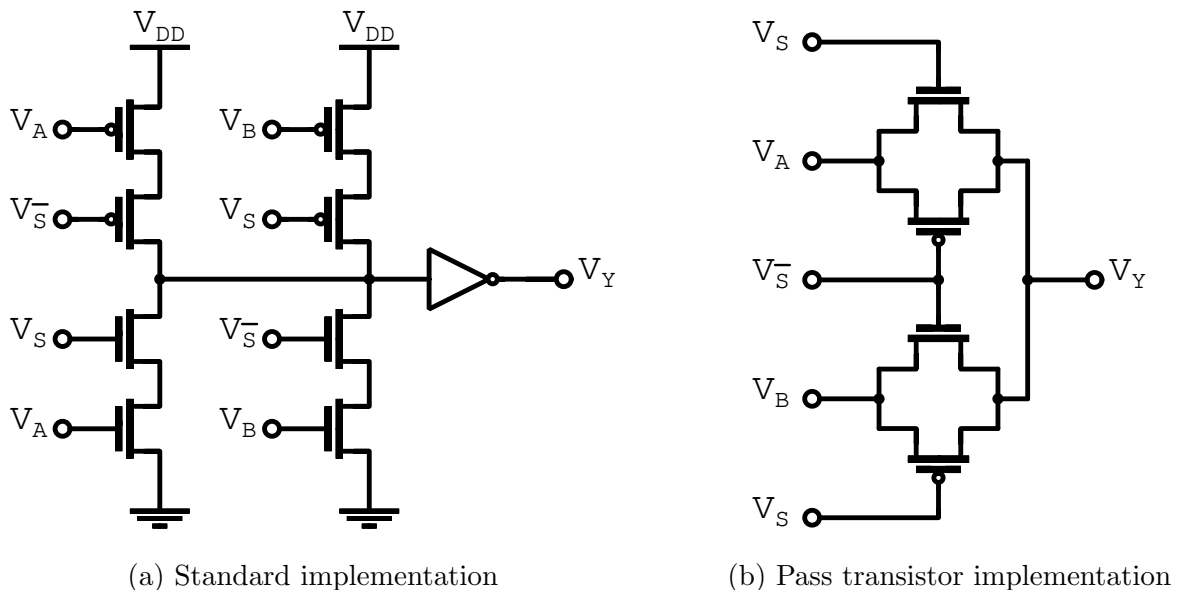 V_DD V_DD
V_A V_B
V_S̅ V_S
V_Y
V_S V_S̅
V_A V_B
(a) Standard implementation
V_S
V_A
V_S̅ V_Y
V_B
V_S
(b) Pass transistor implementation